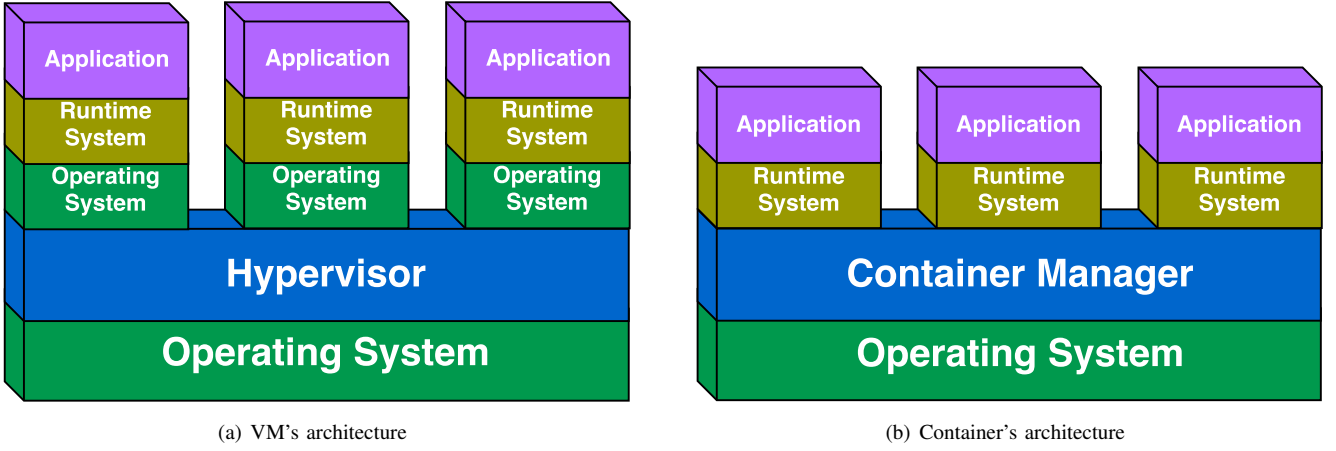 Application
Application
Application
Runtime
System
Runtime
System
Runtime
System
Operating
System
Operating
System
Operating
System
Hypervisor
Operating System
(a) VM's architecture
Application
Application
Application
Runtime
System
Runtime
System
Runtime
System
Container Manager
Operating System
(b) Container's architecture